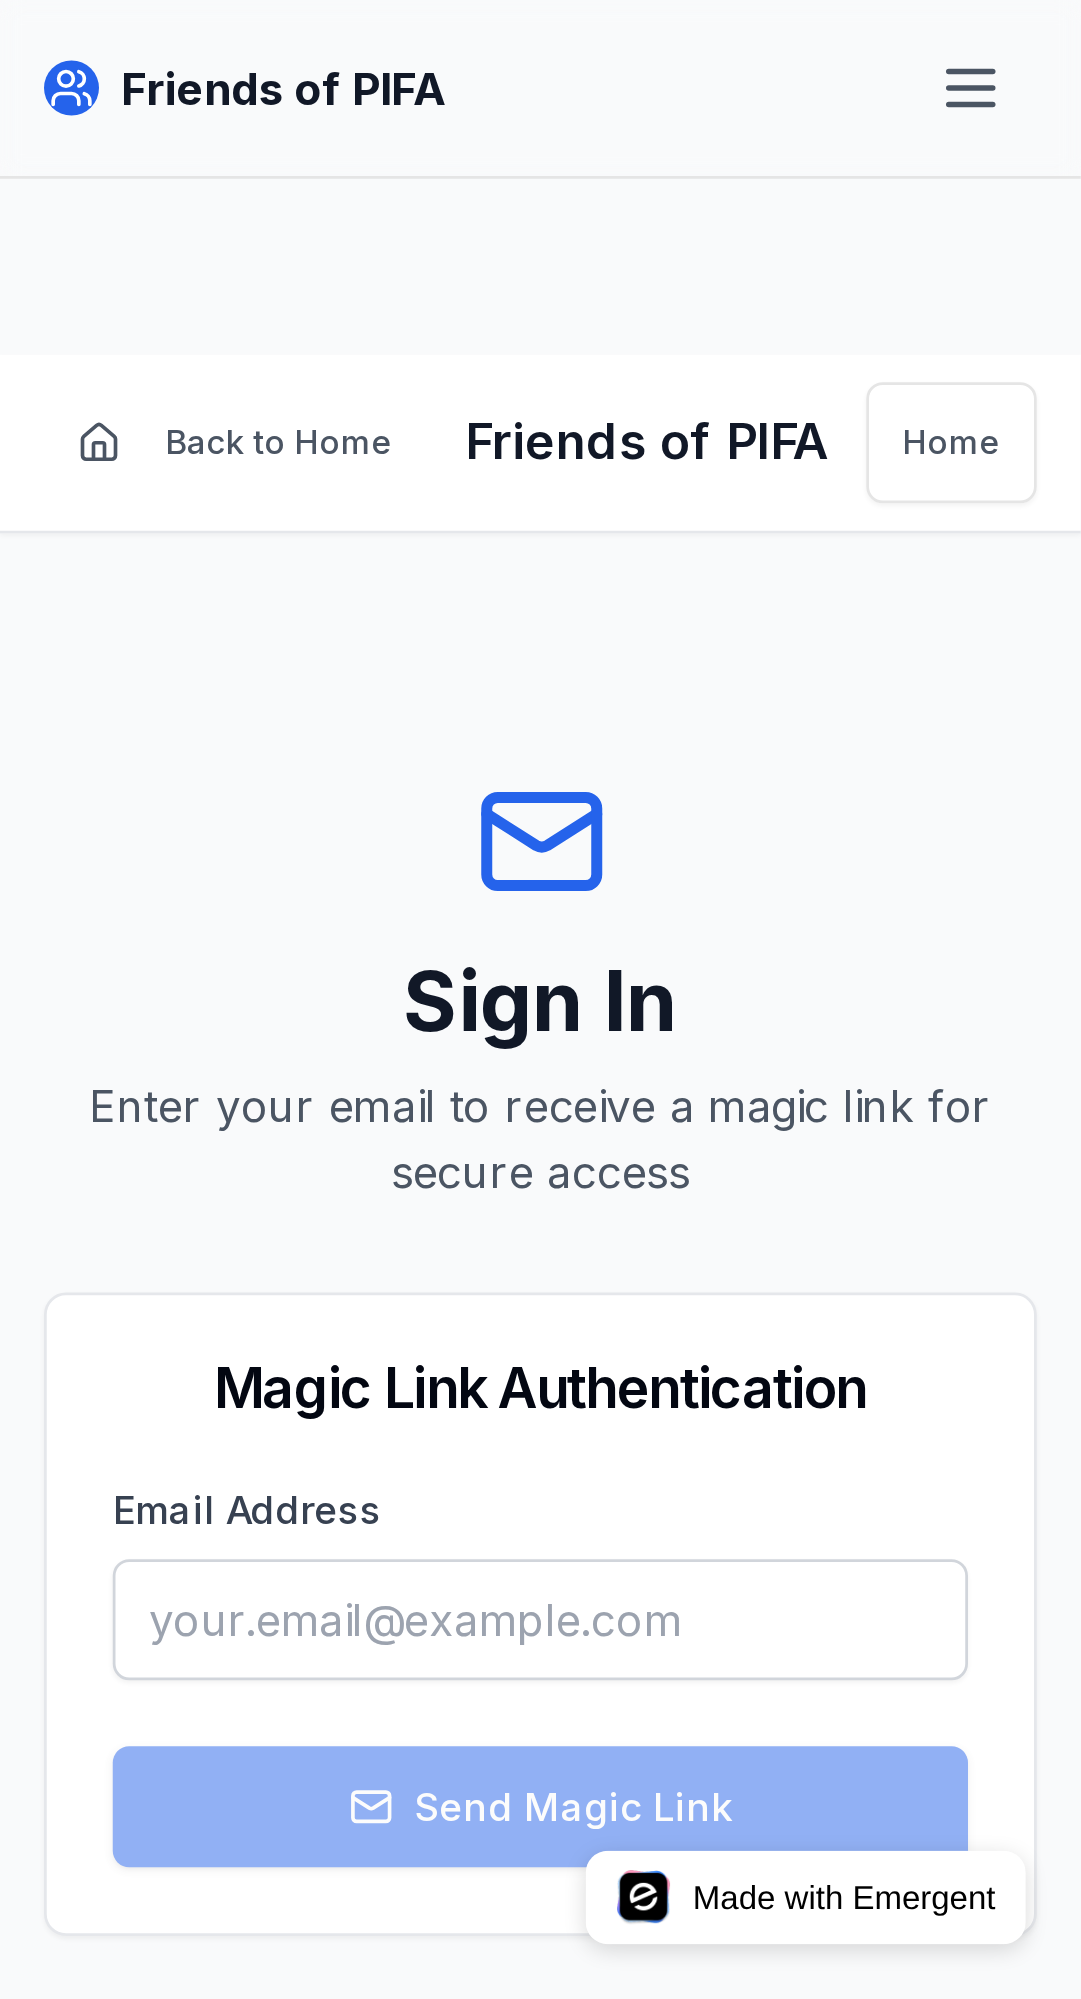 Friends of PIFA
Back to Home
Friends of PIFA
Home
Sign In
Enter your email to receive a magic link for
secure access
Magic Link Authentication
Email Address
your.email@example.com
Send Magic Link
Made with Emergent